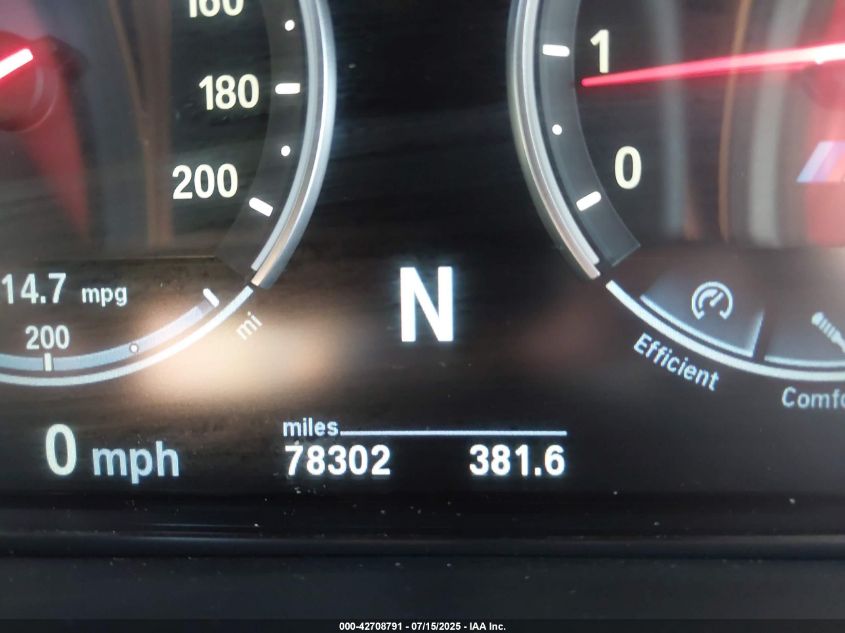 160
180
200
1
0
14.7 mpg
200
mi
N
Efficient
Comfo
miles
0 mph
78302 381.6
000-42708791 - 07/15/2025 - IAA Inc.